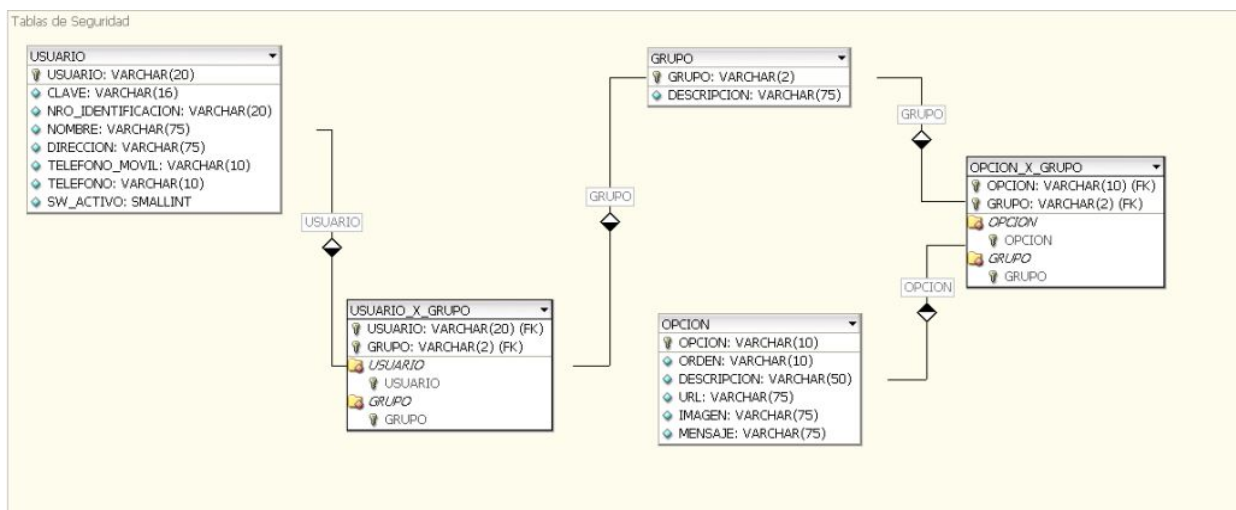 Tablas de Seguridad
USUARIO
USUARIO: VARCHAR(20)
CLAVE: VARCHAR(16)
NRO_IDENTIFICACION: VARCHAR(20)
NOMBRE: VARCHAR(75)
DIRECCION: VARCHAR(75)
TELEFONO_MOVIL: VARCHAR(10)
TELEFONO: VARCHAR(10)
SW_ACTIVO: SMALLINT
USUARIO
USUARIO_X_GRUPO
USUARIO: VARCHAR(20) (FK)
GRUPO: VARCHAR(2) (FK)
USUARIO
USUARIO
GRUPO
GRUPO
GRUPO
GRUPO
GRUPO: VARCHAR(2)
DESCRIPCION: VARCHAR(75)
GRUPO
OPCION_X_GRUPO
OPCION: VARCHAR(10) (FK)
GRUPO: VARCHAR(2) (FK)
OPCION
OPCION
GRUPO
GRUPO
OPCION
OPCION
OPCION: VARCHAR(10)
ORDEN: VARCHAR(10)
DESCRIPCION: VARCHAR(50)
URL: VARCHAR(75)
IMAGEN: VARCHAR(75)
MENSAJE: VARCHAR(75)